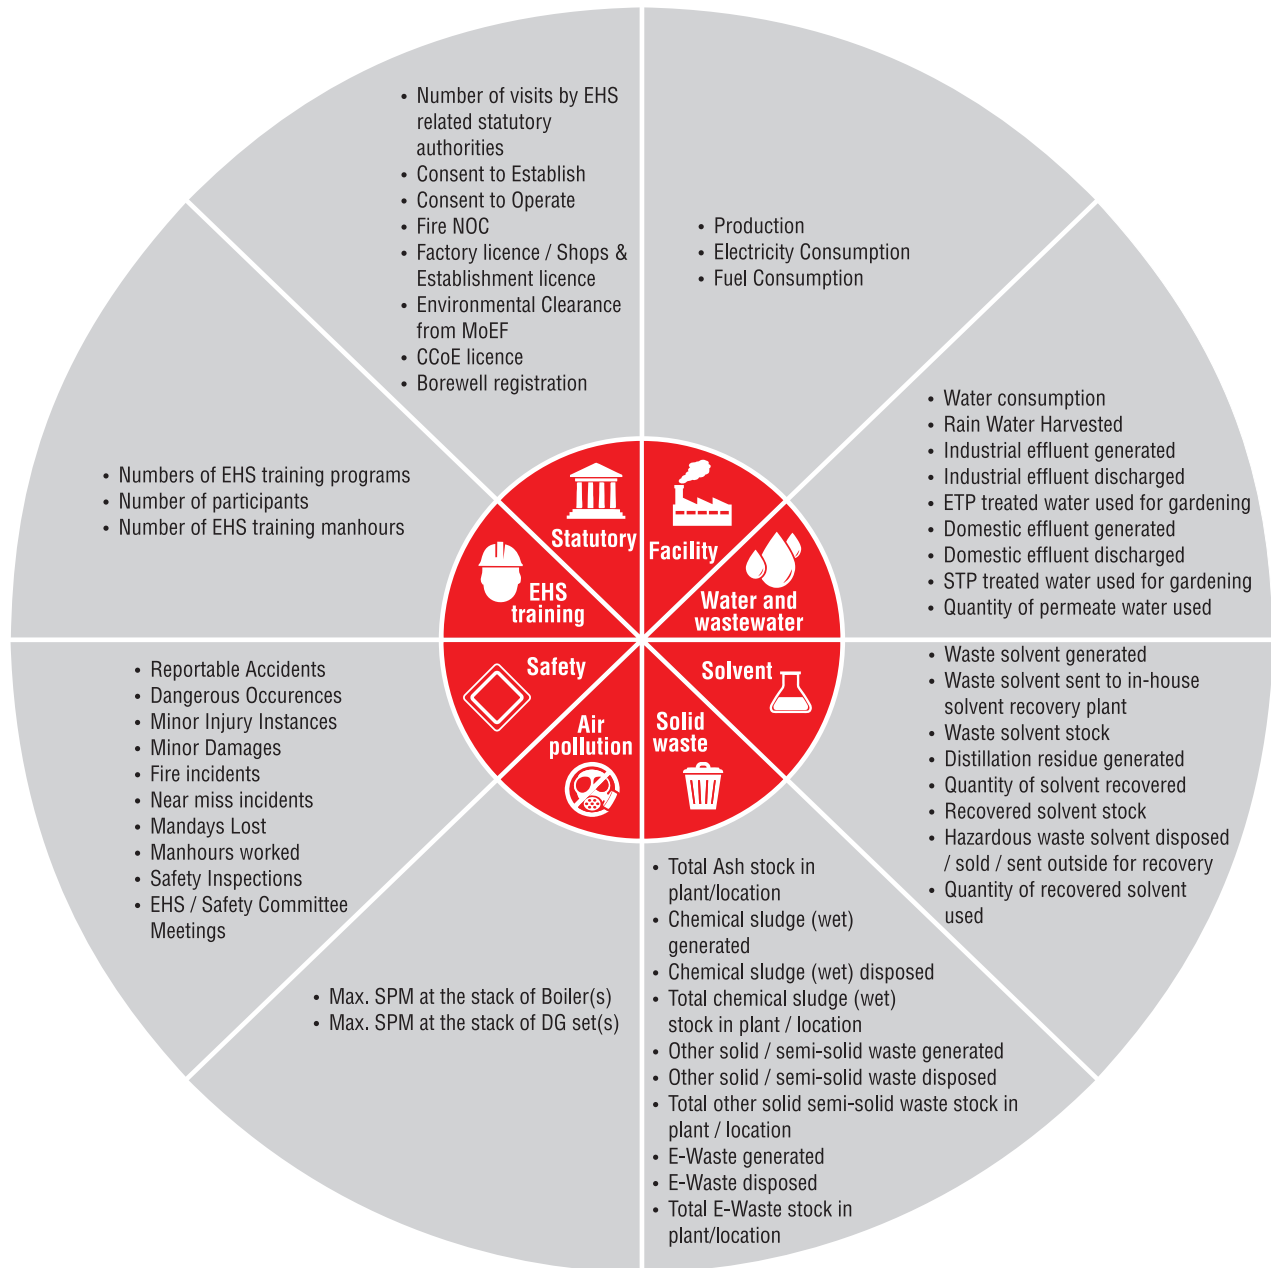 • Number of visits by EHS
related statutory
authorities
• Consent to Establish
• Consent to Operate
• Fire NOC
• Factory licence / Shops &
Establishment licence
• Environmental Clearance
from MoEF
• CCoE licence
• Borewell registration
• Production
• Electricity Consumption
• Fuel Consumption
• Water consumption
• Rain Water Harvested
• Industrial effluent generated
• Industrial effluent discharged
• ETP treated water used for gardening
• Domestic effluent generated
• Domestic effluent discharged
• STP treated water used for gardening
• Quantity of permeate water used
• Numbers of EHS training programs
• Number of participants
• Number of EHS training manhours
Statutory
Facility
EHS
training
Water and
wastewater
Safety
Solvent
Air
pollution
Solid
waste
• Reportable Accidents
• Dangerous Occurences
• Minor Injury Instances
• Minor Damages
• Fire incidents
• Near miss incidents
• Mandays Lost
• Manhours worked
• Safety Inspections
• EHS / Safety Committee
Meetings
• Waste solvent generated
• Waste solvent sent to in-house
solvent recovery plant
• Waste solvent stock
• Distillation residue generated
• Quantity of solvent recovered
• Recovered solvent stock
• Hazardous waste solvent disposed
/ sold / sent outside for recovery
• Quantity of recovered solvent
used
• Max. SPM at the stack of Boiler(s)
• Max. SPM at the stack of DG set(s)
• Total Ash stock in
plant/location
• Chemical sludge (wet)
generated
• Chemical sludge (wet) disposed
• Total chemical sludge (wet)
stock in plant / location
• Other solid / semi-solid waste generated
• Other solid / semi-solid waste disposed
• Total other solid semi-solid waste stock in
plant / location
• E-Waste generated
• E-Waste disposed
• Total E-Waste stock in
plant/location